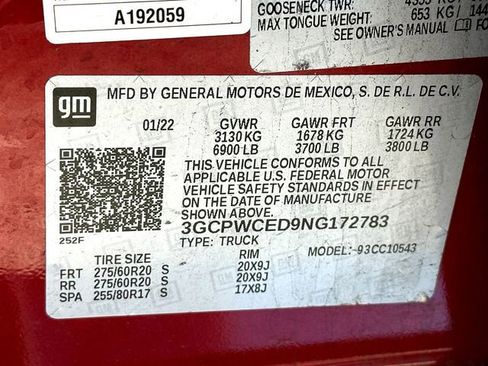 A192059
GOOSENECK TWR:
MAX TONGUE WEIGHT: 653 KG / 144
SEE OWNER'S MANUAL FO
gm
MFD BY GENERAL MOTORS DE MEXICO, S. DE R.L. DE C.V.
01/22 GVWR GAWR FRT GAWR RR
3130 KG 1678 KG 1724 KG
6900 LB 3700 LB 3800 LB
THIS VEHICLE CONFORMS TO ALL
APPLICABLE U.S. FEDERAL MOTOR
VEHICLE SAFETY STANDARDS IN EFFECT
ON THE DATE OF MANUFACTURE
SHOWN ABOVE.
3GCPWCED9NG172783
252F TYPE: TRUCK MODEL: -93CC10543
TIRE SIZE RIM
FRT 275/60R20 S 20X9J
RR 275/60R20 S 20X9J
SPA 255/80R17 S 17X8J